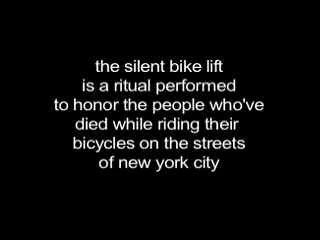 the silent bike lift
is a ritual performed
to honor the people who've
died while riding their
bicycles on the streets
of new york city